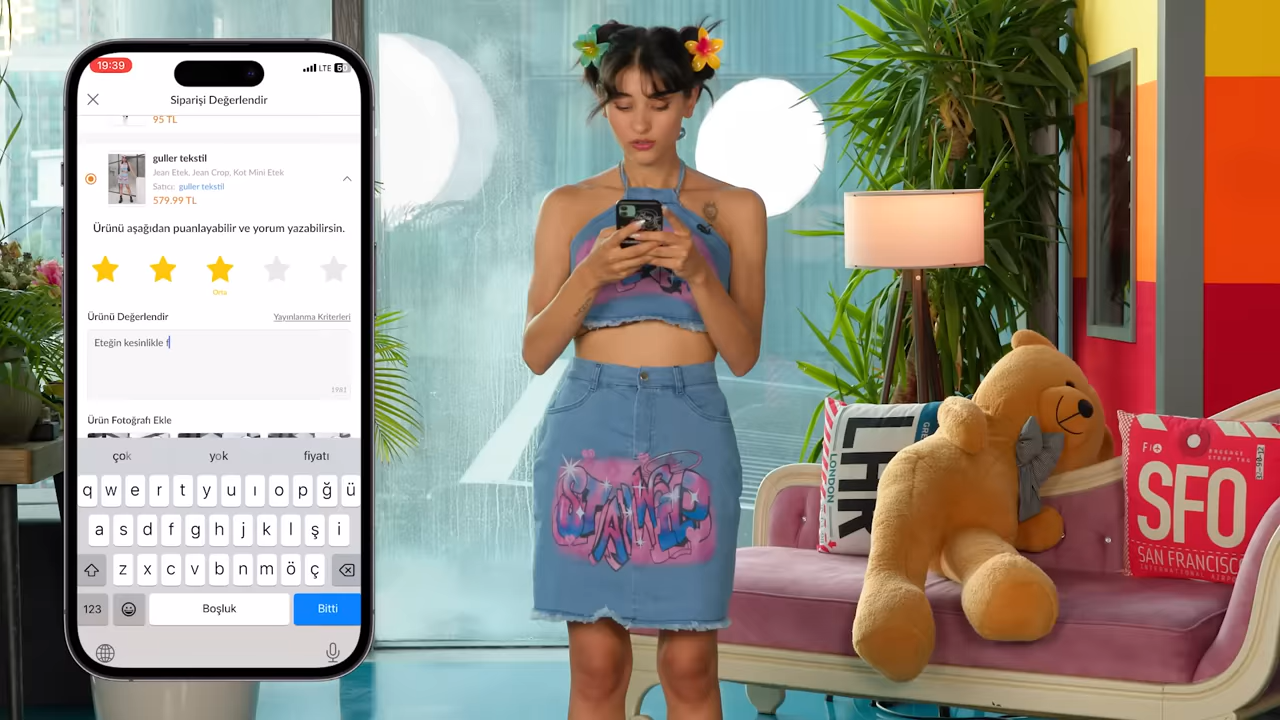 19:39
LTE
Siparişi Değerlendir
95 TL
guller tekstil
Jean Etek, Jean Crop, Kot Mini Etek
Satıcı: guller tekstil
579.99 TL
Ürünü aşağıdan puanlayabilir ve yorum yazabilirsin.
Orta
Ürünü Değerlendir
Yayınlanma Kriterleri
Eteğin kesinlikle f
1981
Ürün Fotoğrafı Ekle
çok yok fiyatı
q w e r t y u ı o p ğ ü
a s d f g h j k l ş i
z x c v b n m ö ç
123 Boşluk Bitti
LHR
LONDON
SFO
SAN FRANCISC